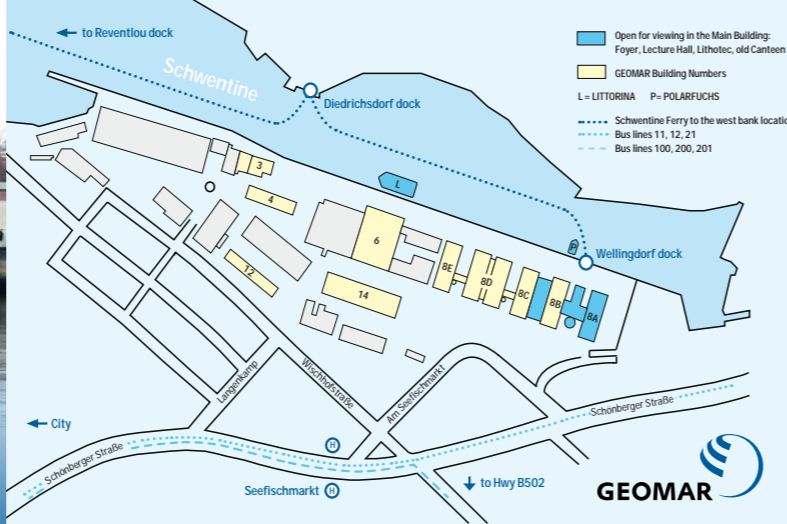 to Reventlou dock
Schwentine
Diedrichsdorf dock
Open for viewing in the Main Building:
Foyer, Lecture Hall, Lithotec, old Canteen
GEOMAR Building Numbers
L = LITTORINA P= POLARFUCHS
Schwentine Ferry to the west bank locatio
Bus lines 11, 12, 21
Bus lines 100, 200, 201
3
4
L
6
12
14
8E
8D
8C
8B
8A
P
Wellingdorf dock
Langenkamp
Wischhofstraße
Am Seefischmarkt
Schönberger Straße
City
Schönberger Straße
H
Seefischmarkt H
to Hwy B502
GEOMAR